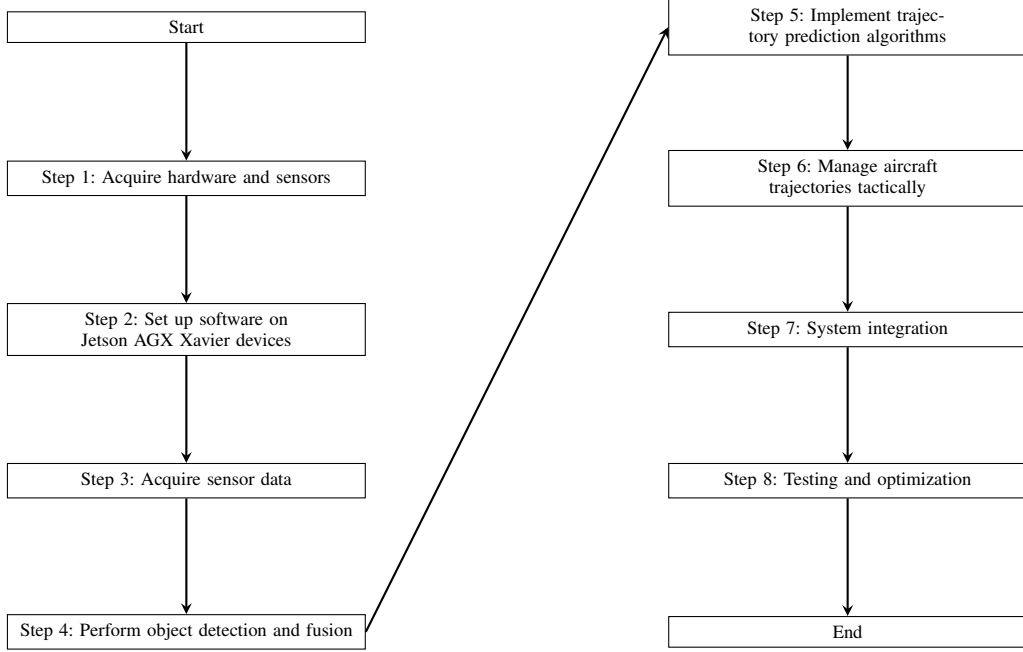 Start
Step 1: Acquire hardware and sensors
Step 2: Set up software on
Jetson AGX Xavier devices
Step 3: Acquire sensor data
Step 4: Perform object detection and fusion
Step 5: Implement trajec-
tory prediction algorithms
Step 6: Manage aircraft
trajectories tactically
Step 7: System integration
Step 8: Testing and optimization
End